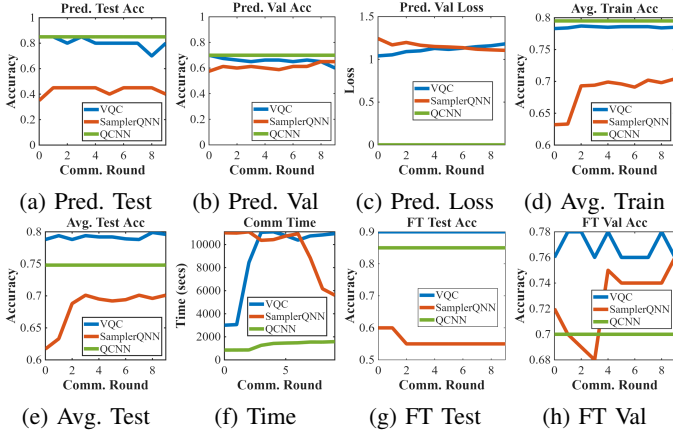 Pred. Test Acc
Accuracy
1
0.8
0.6
0.4
0.2
0
VQC
SamplerQNN
QCNN
0 2 4 6 8
Comm. Round
(a) Pred. Test
Pred. Val Acc
Accuracy
1
0.8
0.6
0.4
0.2
0
VQC
SamplerQNN
QCNN
0 2 4 6 8
Comm. Round
(b) Pred. Val
Pred. Val Loss
Loss
1.5
1
0.5
0
VQC
SamplerQNN
QCNN
0 2 4 6 8
Comm. Round
(c) Pred. Loss
Avg. Train Acc
Accuracy
0.8
0.7
0.6
VQC
SamplerQNN
QCNN
0 2 4 6 8
Comm. Round
(d) Avg. Train
Avg. Test Acc
Accuracy
0.8
0.7
0.6
VQC
SamplerQNN
QCNN
0 2 4 6 8
Comm. Round
(e) Avg. Test
Comm Time
Time (secs)
10000
8000
6000
4000
2000
0
VQC
SamplerQNN
QCNN
0 5
Comm. Round
(f) Time
FT Test Acc
Accuracy
0.9
0.8
0.7
0.6
0.5
VQC
SamplerQNN
QCNN
0 2 4 6 8
Comm. Round
(g) FT Test
FT Val Acc
Accuracy
0.78
0.76
0.74
0.72
0.7
0.68
VQC
SamplerQNN
QCNN
0 2 4 6 8
Comm. Round
(h) FT Val